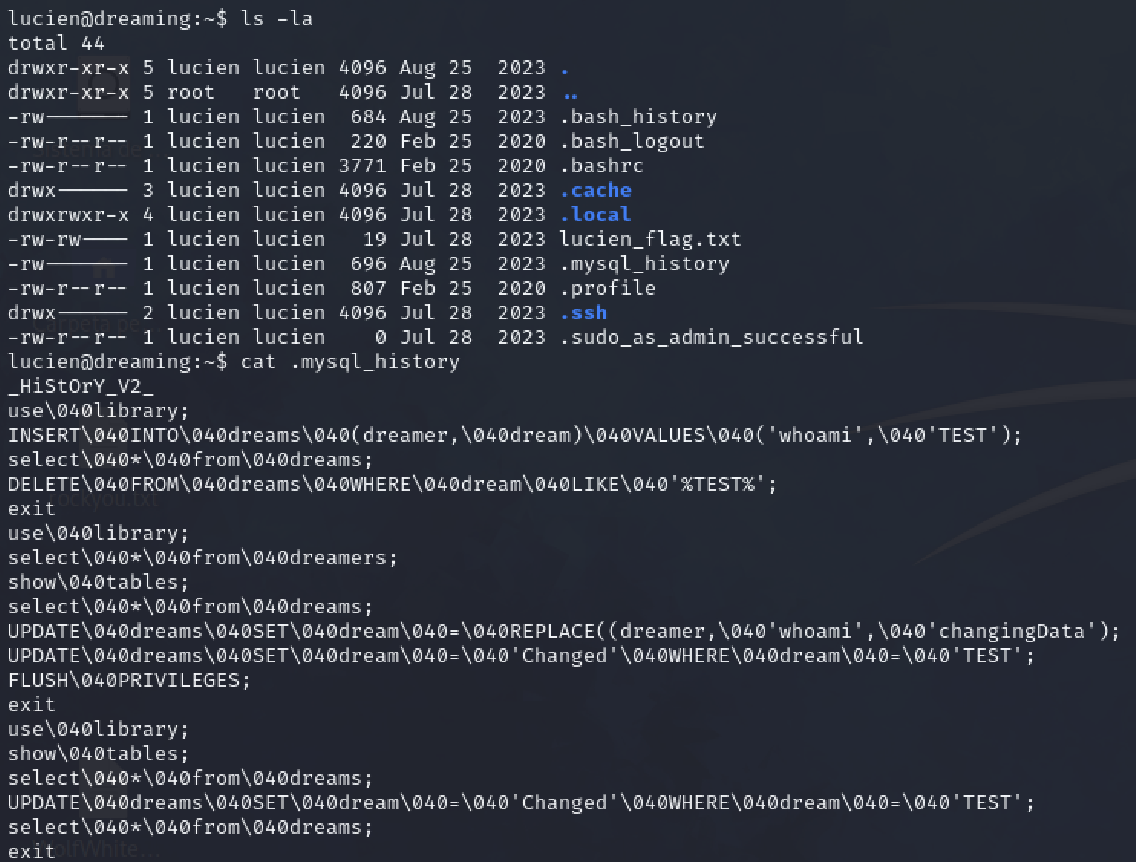 lucien@dreaming:~$ ls -la
total 44
drwxr-xr-x 5 lucien lucien 4096 Aug 25  2023 .
drwxr-xr-x 5 root   root   4096 Jul 28  2023 ..
-rw------- 1 lucien lucien  684 Aug 25  2023 .bash_history
-rw-r--r-- 1 lucien lucien  220 Feb 25  2020 .bash_logout
-rw-r--r-- 1 lucien lucien 3771 Feb 25  2020 .bashrc
drwx------ 3 lucien lucien 4096 Jul 28  2023 .cache
drwxrwxr-x 4 lucien lucien 4096 Jul 28  2023 .local
-rw-rw---- 1 lucien lucien   19 Jul 28  2023 lucien_flag.txt
-rw------- 1 lucien lucien  696 Aug 25  2023 .mysql_history
-rw-r--r-- 1 lucien lucien  807 Feb 25  2020 .profile
drwx------ 2 lucien lucien 4096 Jul 28  2023 .ssh
-rw-r--r-- 1 lucien lucien    0 Jul 28  2023 .sudo_as_admin_successful
lucien@dreaming:~$ cat .mysql_history
_HiStOrY_V2_
use\040library;
INSERT\040INTO\040dreams\040(dreamer,\040dream)\040VALUES\040('whoami',\040'TEST');
select\040*\040from\040dreams;
DELETE\040FROM\040dreams\040WHERE\040dream\040LIKE\040'%TEST%';
exit
use\040library;
select\040*\040from\040dreamers;
show\040tables;
select\040*\040from\040dreams;
UPDATE\040dreams\040SET\040dream\040=\040REPLACE((dreamer,\040'whoami',\040'changingData');
UPDATE\040dreams\040SET\040dream\040=\040'Changed'\040WHERE\040dream\040=\040'TEST';
FLUSH\040PRIVILEGES;
exit
use\040library;
show\040tables;
select\040*\040from\040dreams;
UPDATE\040dreams\040SET\040dream\040=\040'Changed'\040WHERE\040dream\040=\040'TEST';
select\040*\040from\040dreams;
exit